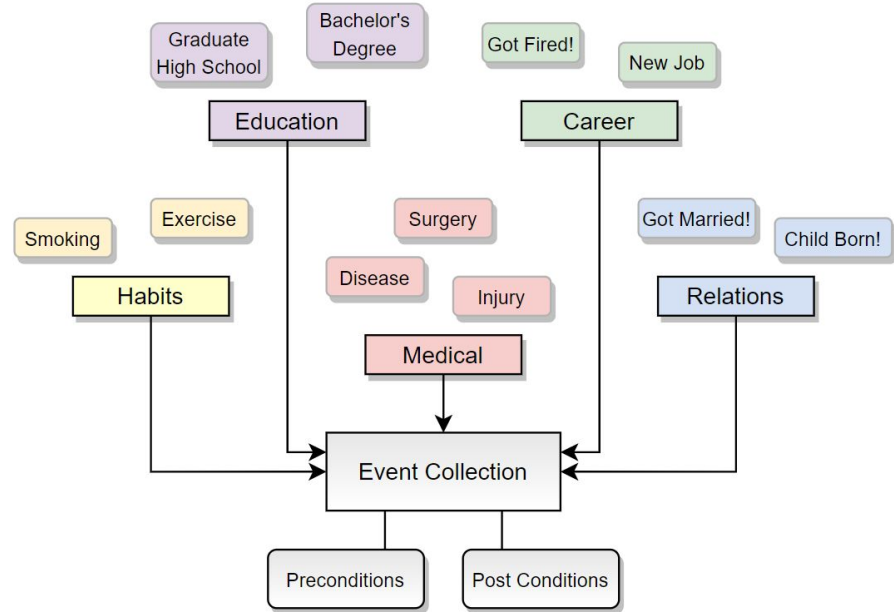 Graduate
High School
Bachelor's
Degree
Got Fired!
New Job
Education
Career
Smoking
Exercise
Surgery
Got Married!
Child Born!
Disease
Injury
Habits
Relations
Medical
Event Collection
Preconditions
Post Conditions